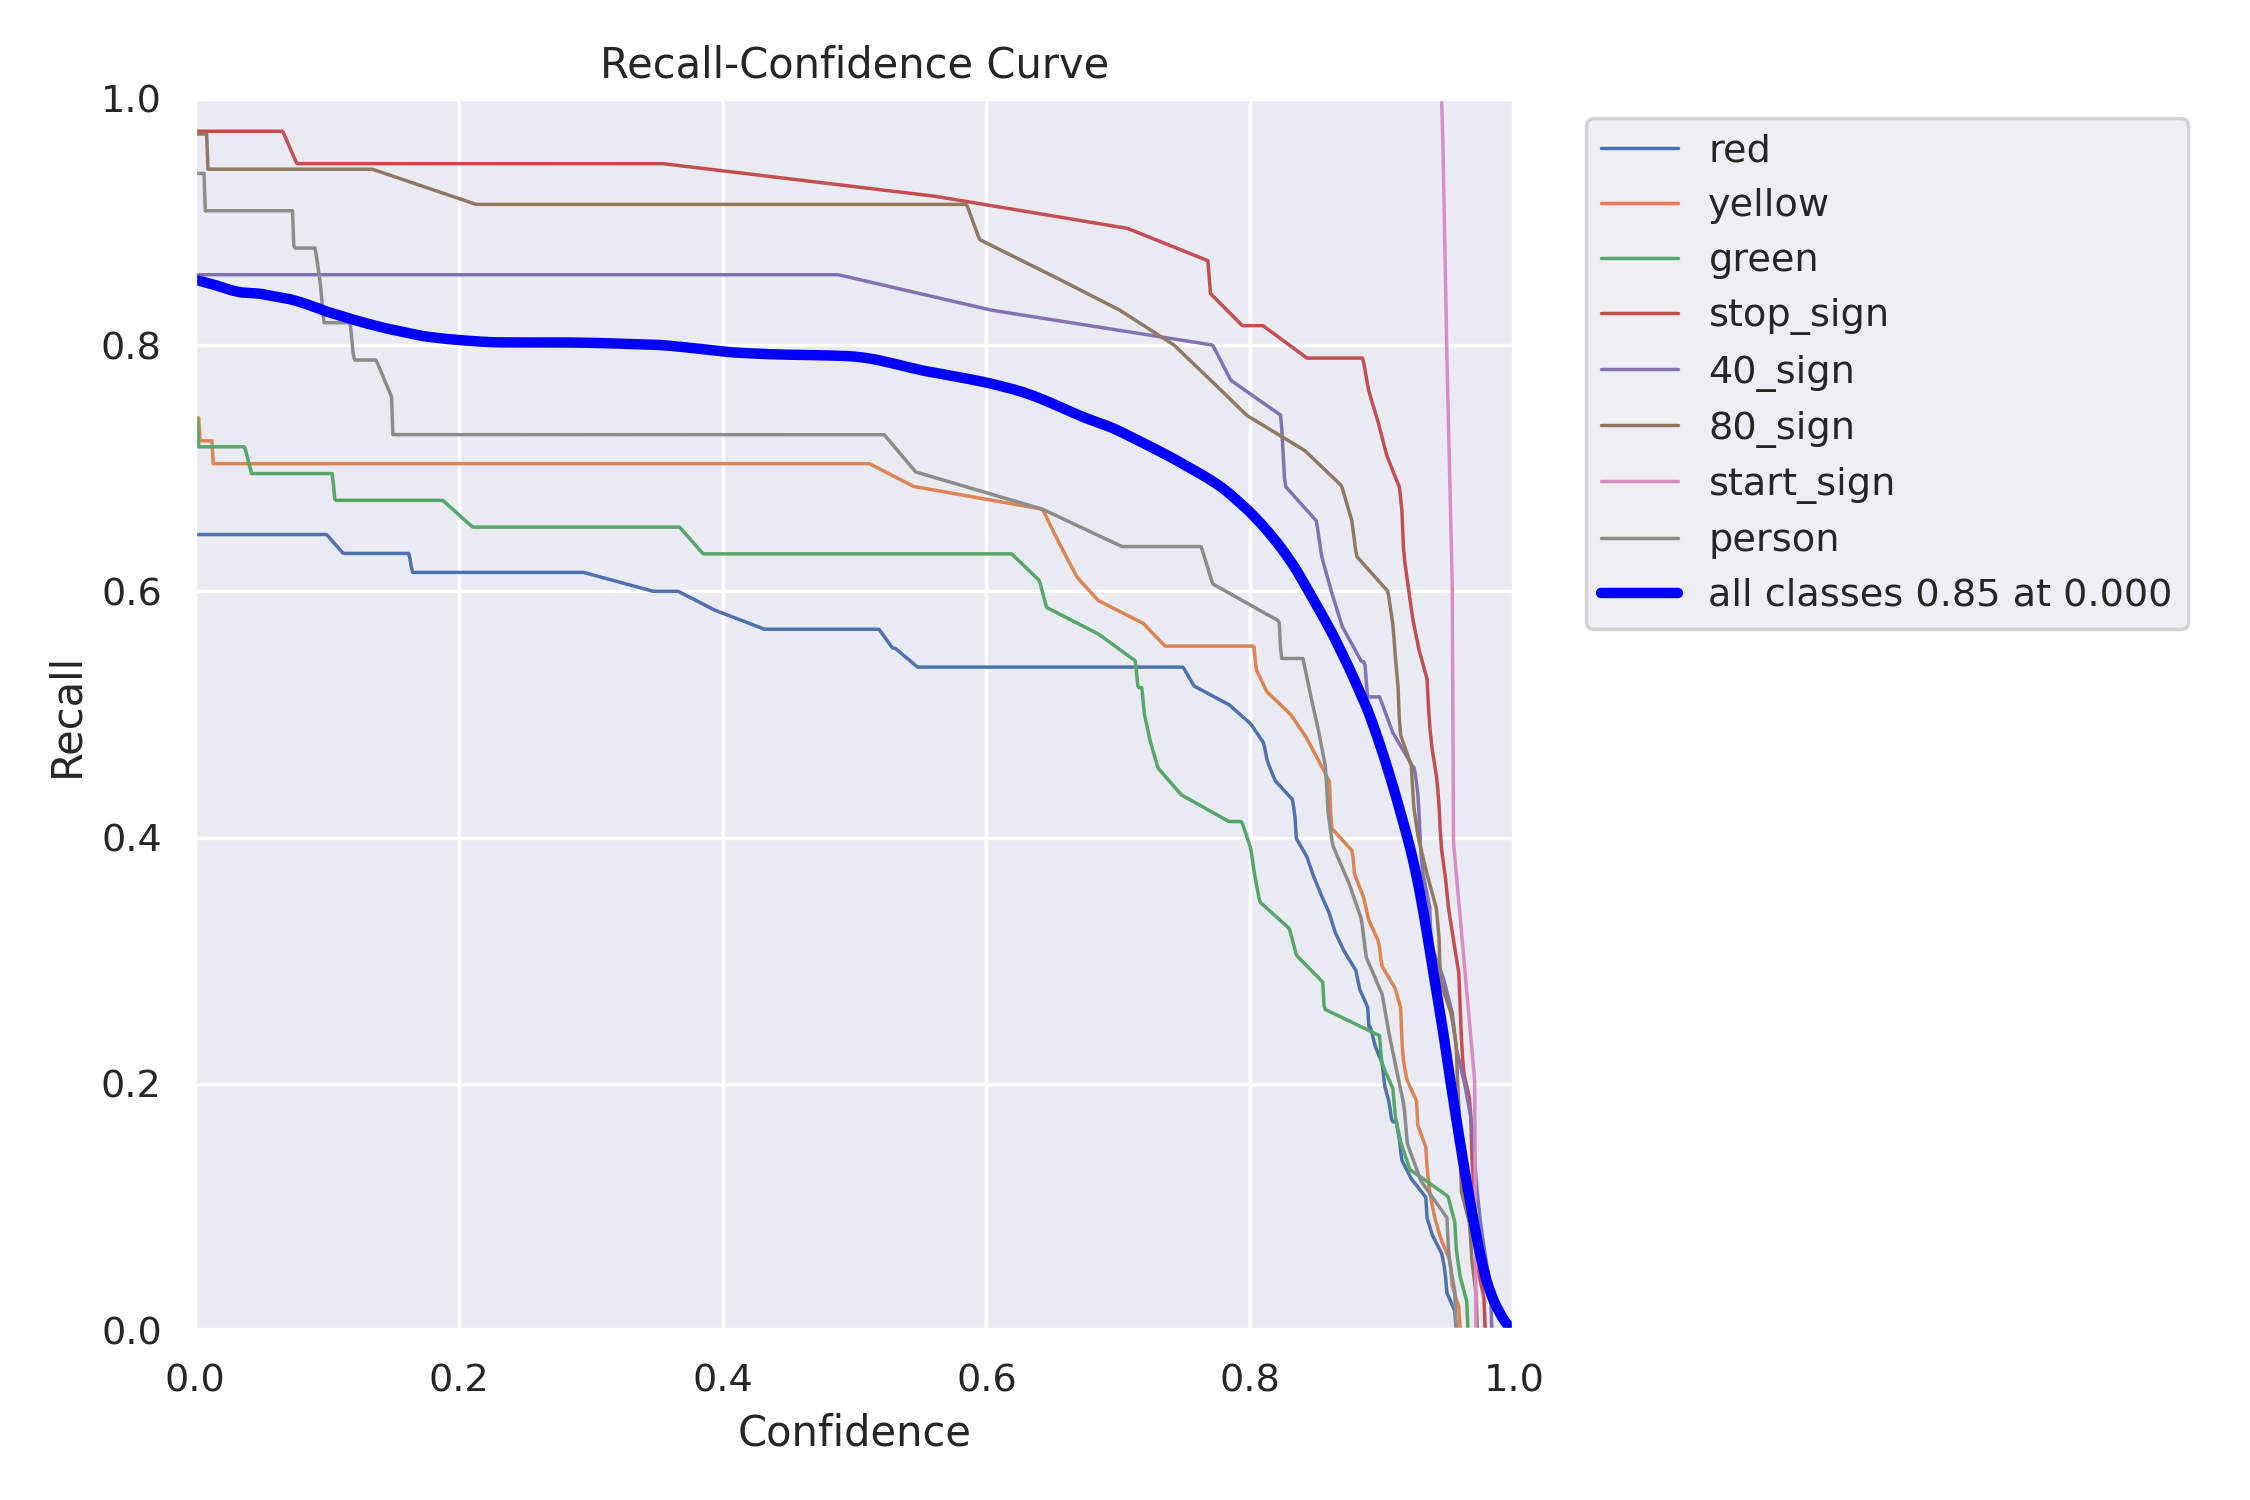 Recall-Confidence Curve
1.0
0.8
0.6
0.4
0.2
0.0
Recall
0.0 0.2 0.4 0.6 0.8 1.0
Confidence
red
yellow
green
stop_sign
40_sign
80_sign
start_sign
person
all classes 0.85 at 0.000